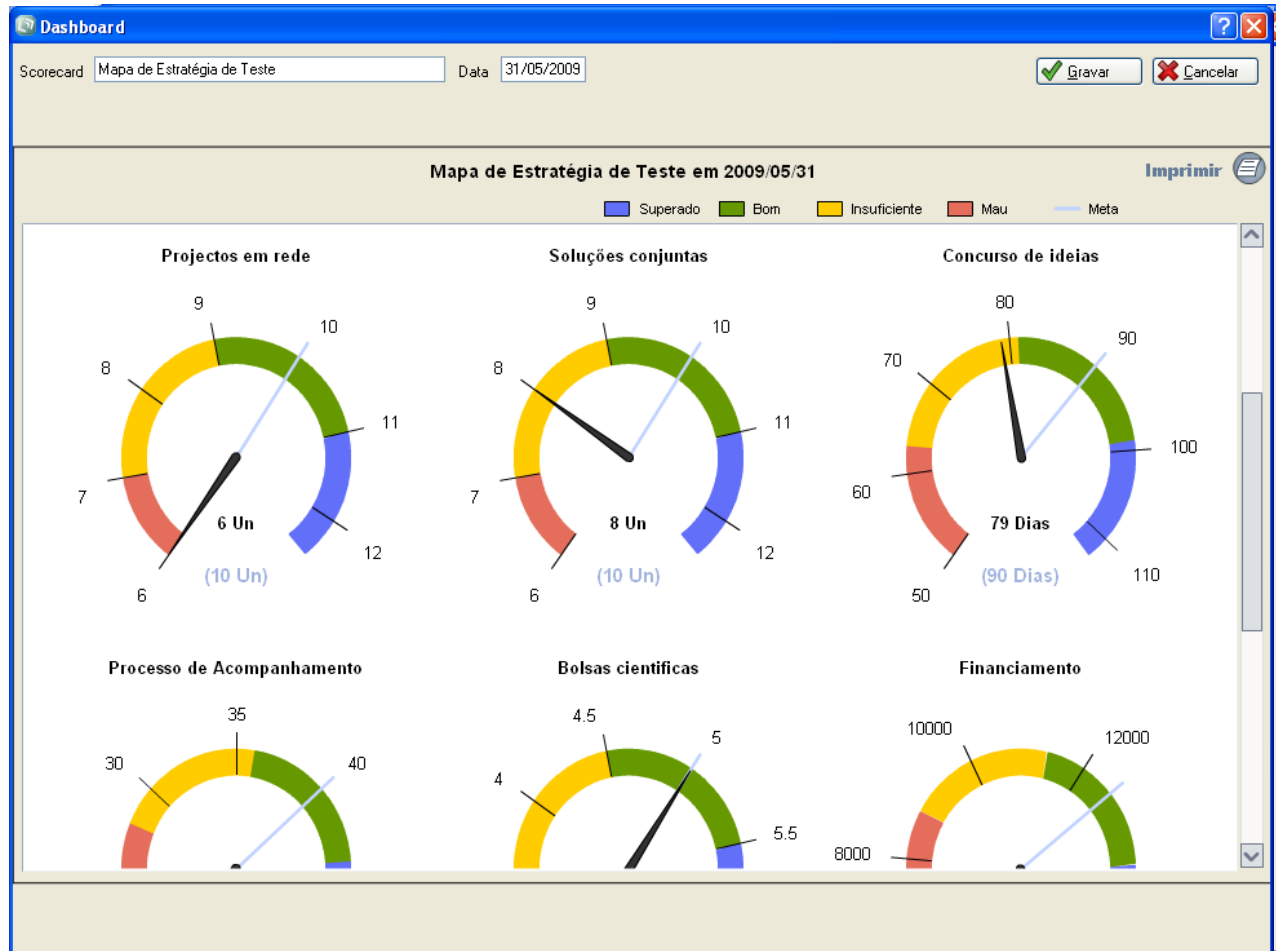 Dashboard
Scorecard Mapa de Estratégia de Teste Data 31/05/2009 Gravar Cancelar
Mapa de Estratégia de Teste em 2009/05/31 Imprimir
Superado Bom Insuficiente Mau Meta
Projectos em rede
9
10
8
11
7
12
6
6 Un
(10 Un)
Soluções conjuntas
9
10
8
11
7
12
6
8 Un
(10 Un)
Concurso de ideias
80
90
70
100
60
110
50
79 Dias
(90 Dias)
Processo de Acompanhamento
35
30
40
Bolsas cientificas
4.5
5
4
5.5
Financiamento
10000
12000
8000